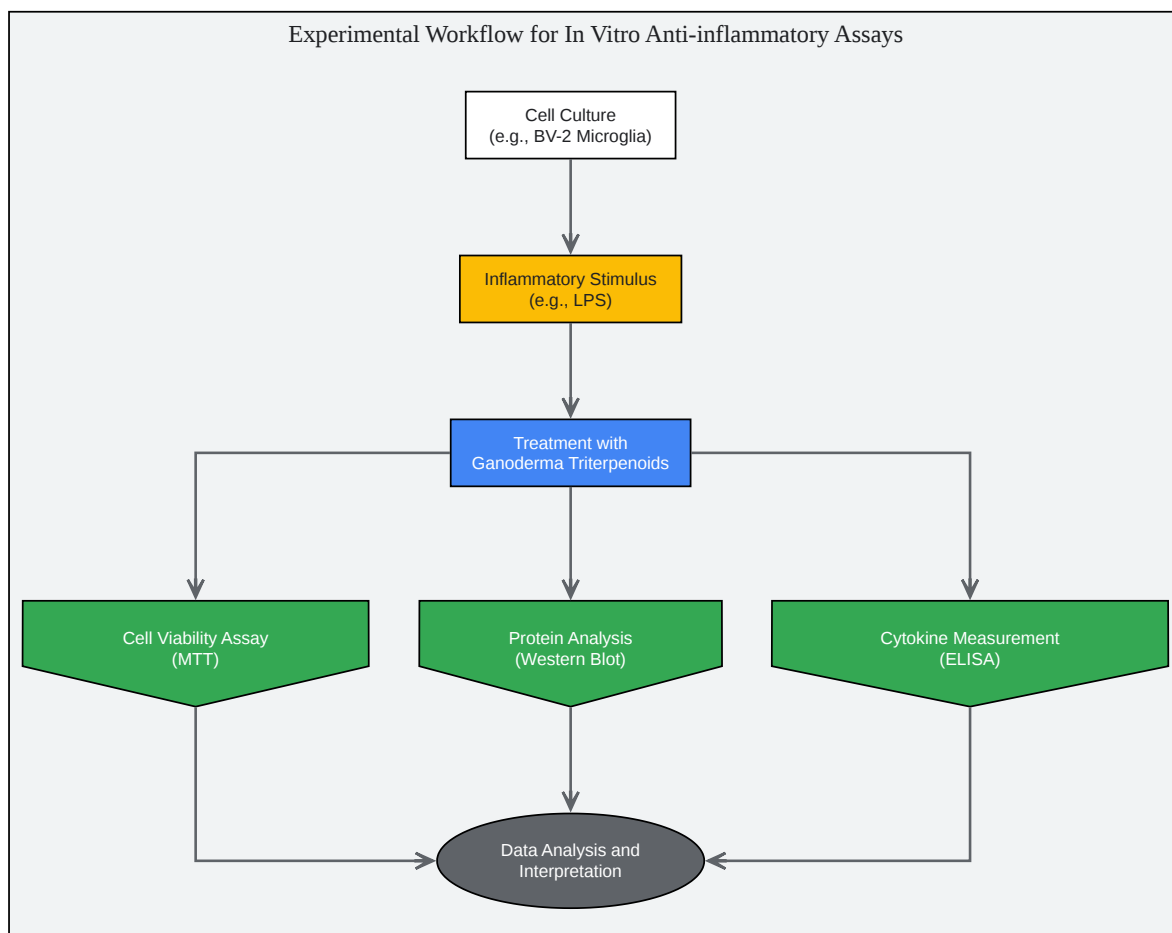 Experimental Workflow for In Vitro Anti-inflammatory Assays
Cell Culture
(e.g., BV-2 Microglia)
Inflammatory Stimulus
(e.g., LPS)
Treatment with
Ganoderma Triterpenoids
Cell Viability Assay
(MTT)
Protein Analysis
(Western Blot)
Cytokine Measurement
(ELISA)
Data Analysis and
Interpretation